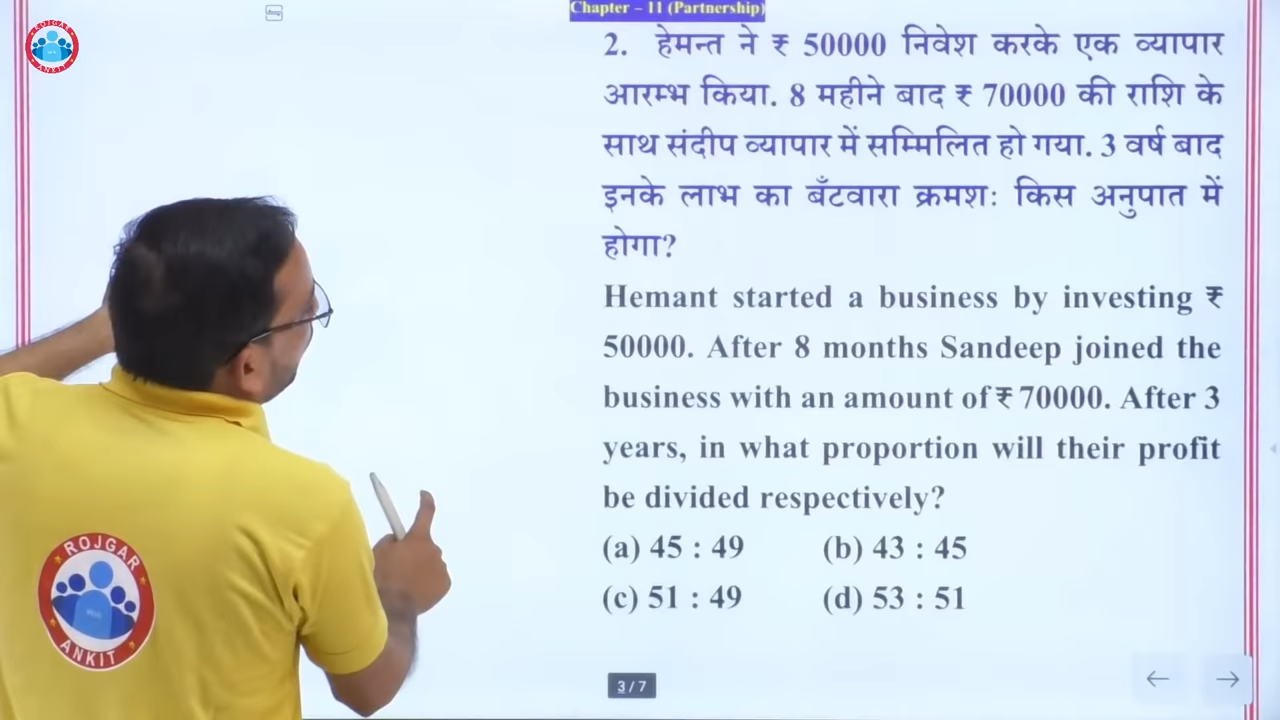 Chapter – 11 (Partnership)
ROJGAR
ANKIT
2. हेमन्त ने ₹ 50000 निवेश करके एक व्यापार
आरम्भ किया. 8 महीने बाद ₹ 70000 की राशि के
साथ संदीप व्यापार में सम्मिलित हो गया. 3 वर्ष बाद
इनके लाभ का बँटवारा क्रमशः किस अनुपात में
होगा?
Hemant started a business by investing ₹
50000. After 8 months Sandeep joined the
business with an amount of ₹ 70000. After 3
years, in what proportion will their profit
be divided respectively?
(a) 45 : 49 (b) 43 : 45
(c) 51 : 49 (d) 53 : 51
ROJGAR
ANKIT
3 / 7